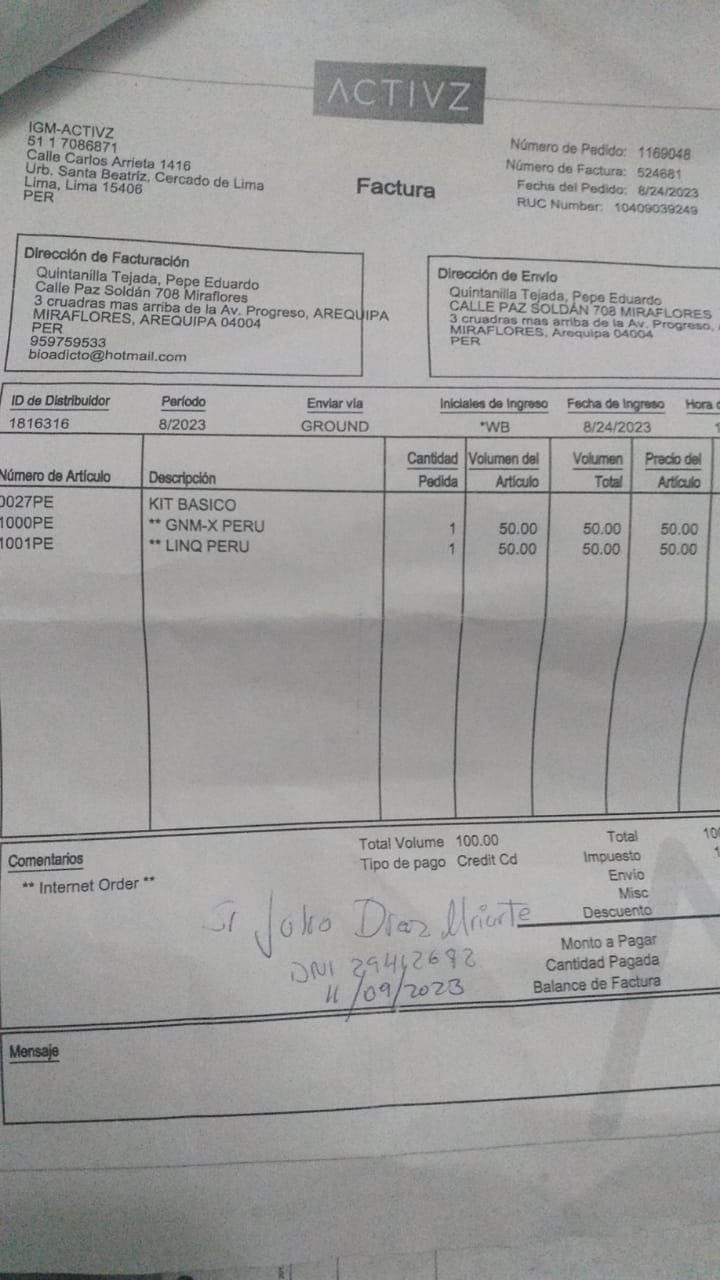 ACTIVZ
IGM-ACTIVZ
51 1 7086871
Calle Carlos Arrieta 1416
Urb. Santa Beatriz, Cercado de Lima
Lima, Lima 15406
PER
Factura
Número de Pedido: 1169048
Número de Factura: 524681
Fecha del Pedido: 8/24/2023
RUC Number: 10409039249
Dirección de Facturación
Quintanilla Tejada, Pepe Eduardo
Calle Paz Soldán 708 Miraflores
3 cruadras mas arriba de la Av. Progreso, AREQUIPA
MIRAFLORES, AREQUIPA 04004
PER
959759533
bioadicto@hotmail.com
Dirección de Envío
Quintanilla Tejada, Pepe Eduardo
CALLE PAZ SOLDÁN 708 MIRAFLORES
3 cruadras mas arriba de la Av. Progreso,
MIRAFLORES, Arequipa 04004
PER
ID de Distribuidor Período Enviar via Iniciales de Ingreso Fecha de Ingreso Hora
1816316 8/2023 GROUND *WB 8/24/2023
Número de Artículo Descripción Cantidad Pedida Volumen del Artículo Volumen Total Precio del Artículo
0027PE KIT BASICO
1000PE ** GNM-X PERU 1 50.00 50.00 50.00
1001PE ** LINQ PERU 1 50.00 50.00 50.00
Comentarios
** Internet Order **
Total Volume 100.00
Tipo de pago Credit Cd
Total
Impuesto
Envío
Misc
Descuento
Monto a Pagar
Cantidad Pagada
Balance de Factura
Julio Diaz Uriarte
DNI 29412682
11/09/2023
Mensaje